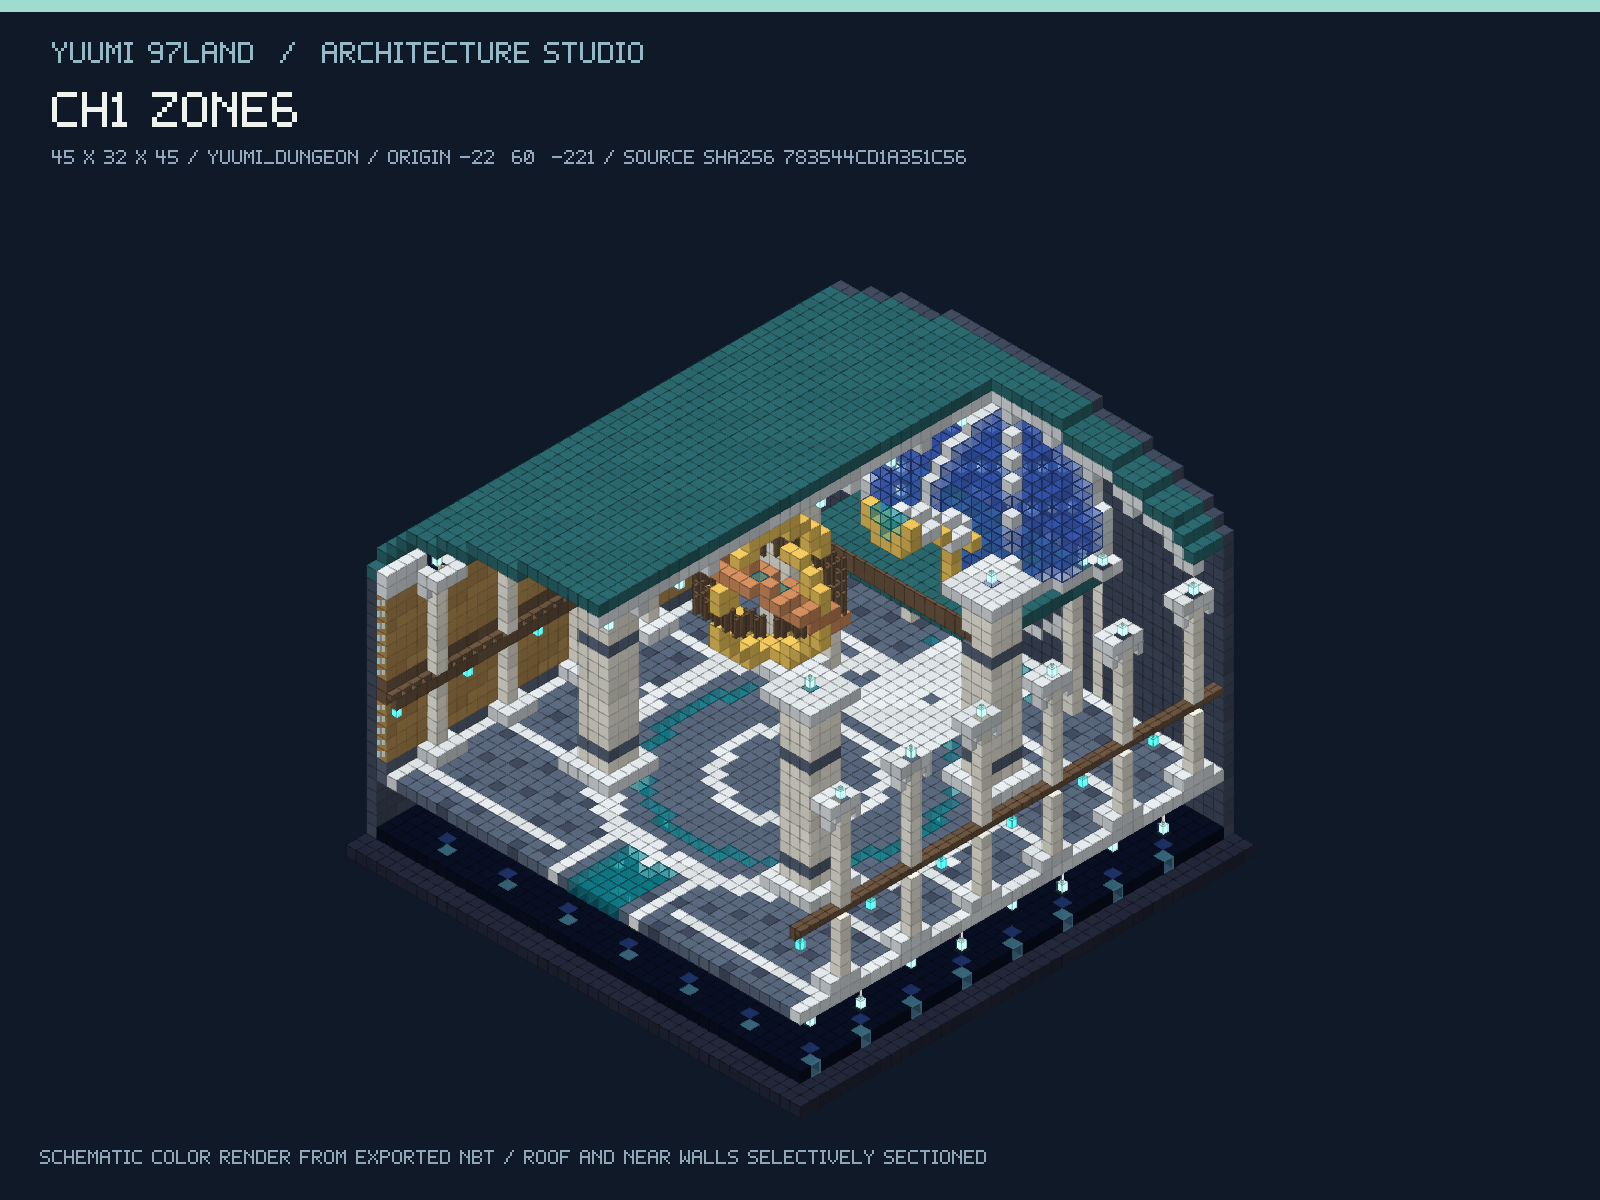 YUUMI 97LAND / ARCHITECTURE STUDIO
CH1 ZONE6
45 X 32 X 45 / YUUMI_DUNGEON / ORIGIN -22 60 -221 / SOURCE SHA256 783544CD1A351C56
SCHEMATIC COLOR RENDER FROM EXPORTED NBT / ROOF AND NEAR WALLS SELECTIVELY SECTIONED